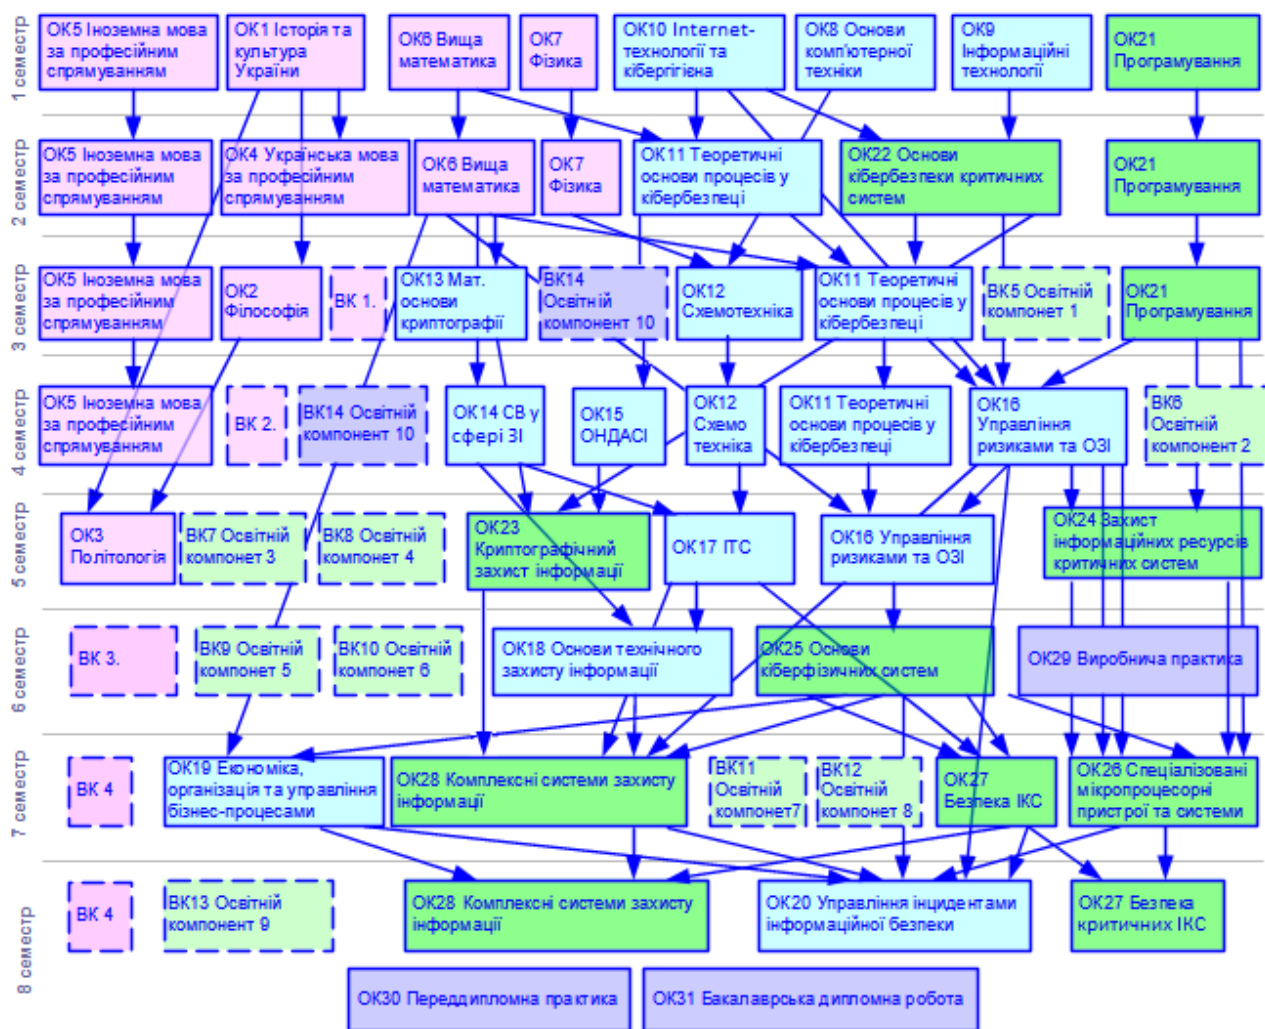 1 семестр
ОК5 Іноземна мова
за професійним
спрямуванням
ОК1 Історія та
культура
України
ОК6 Вища
математика
ОК7
Фізика
ОК10 Internet-
технології та
кібергігієна
ОК8 Основи
комп'ютерної
техніки
ОК9
Інформаційні
технології
ОК21
Програмування
2 семестр
ОК5 Іноземна мова
за професійним
спрямуванням
ОК4 Українська мова
за професійним
спрямуванням
ОК6 Вища
математика
ОК7
Фізика
ОК11 Теоретичні
основи процесів у
кібербезпеці
ОК22 Основи
кібербезпеки критичних
систем
ОК21
Програмування
3 семестр
ОК5 Іноземна мова
за професійним
спрямуванням
ОК2
Філософія
ВК 1.
ОК13 Мат.
основи
криптографії
ВК14
Освітній
компонент 10
ОК12
Схемотехніка
ОК11 Теоретичні
основи процесів у
кібербезпеці
ВК5 Освітній
компонет 1
ОК21
Програмування
4 семестр
ОК5 Іноземна мова
за професійним
спрямуванням
ВК 2.
ВК14 Освітній
компонент 10
ОК14 СВ у
сфері ЗІ
ОК15
ОНДАСІ
ОК12
Схемо
техніка
ОК11 Теоретичні
основи процесів у
кібербезпеці
ОК16
Управління
ризиками та ОЗІ
ВК6
Освітній
компонент 2
5 семестр
ОК3
Політологія
ВК7 Освітній
компонет 3
ВК8 Освітній
компонет 4
ОК23
Криптографічний
захист інформації
ОК17 ІТС
ОК16 Управління
ризиками та ОЗІ
ОК24 Захист
інформаційних ресурсів
критичних систем
6 семестр
ВК 3.
ВК9 Освітній
компонет 5
ВК10 Освітній
компонет 6
ОК18 Основи технічного
захисту інформації
ОК25 Основи
кіберфізичних систем
ОК29 Виробнича практика
7 семестр
ВК 4
ОК19 Економіка,
організація та управління
бізнес-процесами
ОК28 Комплексні системи захисту
інформації
ВК11
Освітній
компонет7
ВК12
Освітній
компонет 8
ОК27
Безпека ІКС
ОК26 Спеціалізовані
мікропроцесорні
пристрої та системи
8 семестр
ВК 4
ВК13 Освітній
компонент 9
ОК28 Комплексні системи захисту
інформації
ОК20 Управління інцидентами
інформаційної безпеки
ОК27 Безпека
критичних ІКС
ОК30 Переддипломна практика
ОК31 Бакалаврська дипломна робота